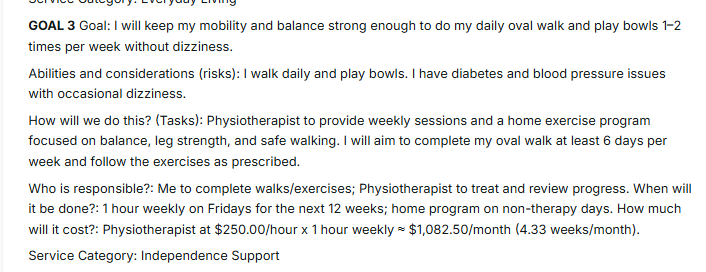 Service Category: Everyday Living
GOAL 3 Goal: I will keep my mobility and balance strong enough to do my daily oval walk and play bowls 1–2
times per week without dizziness.
Abilities and considerations (risks): I walk daily and play bowls. I have diabetes and blood pressure issues
with occasional dizziness.
How will we do this? (Tasks): Physiotherapist to provide weekly sessions and a home exercise program
focused on balance, leg strength, and safe walking. I will aim to complete my oval walk at least 6 days per
week and follow the exercises as prescribed.
Who is responsible?: Me to complete walks/exercises; Physiotherapist to treat and review progress. When will
it be done?: 1 hour weekly on Fridays for the next 12 weeks; home program on non-therapy days. How much
will it cost?: Physiotherapist at $250.00/hour x 1 hour weekly ≈ $1,082.50/month (4.33 weeks/month).
Service Category: Independence Support